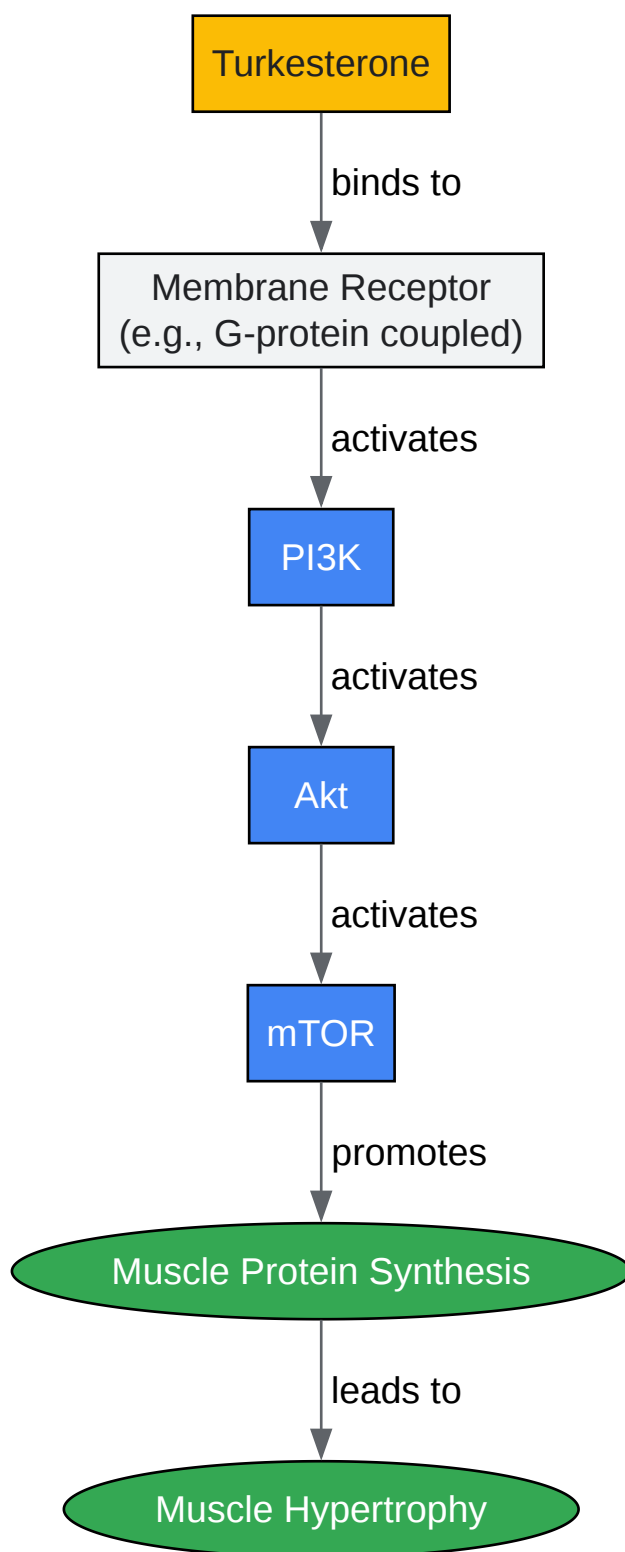 Turkesterone
binds to
Membrane Receptor
(e.g., G-protein coupled)
activates
PI3K
activates
Akt
activates
mTOR
promotes
Muscle Protein Synthesis
leads to
Muscle Hypertrophy